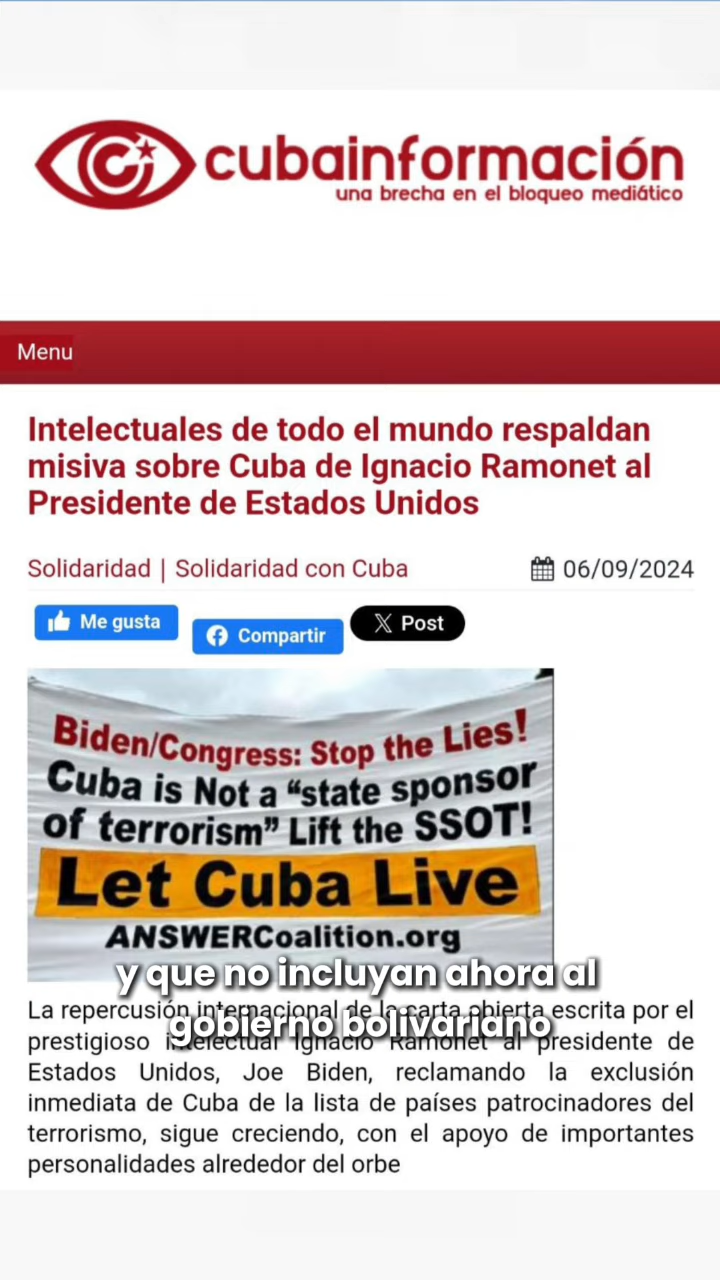 cubainformación
una brecha en el bloqueo mediático
Menu
Intelectuales de todo el mundo respaldan
misiva sobre Cuba de Ignacio Ramonet al
Presidente de Estados Unidos
Solidaridad | Solidaridad con Cuba
06/09/2024
Me gusta
Compartir
X Post
Biden/Congress: Stop the Lies!
Cuba is Not a “state sponsor
of terrorism” Lift the SSOT!
Let Cuba Live
ANSWERCoalition.org
y que no incluyan ahora al
gobierno bolivariano
La repercusión internacional de la carta abierta escrita por el
prestigioso intelectual Ignacio Ramonet al presidente de
Estados Unidos, Joe Biden, reclamando la exclusión
inmediata de Cuba de la lista de países patrocinadores del
terrorismo, sigue creciendo, con el apoyo de importantes
personalidades alrededor del orbe